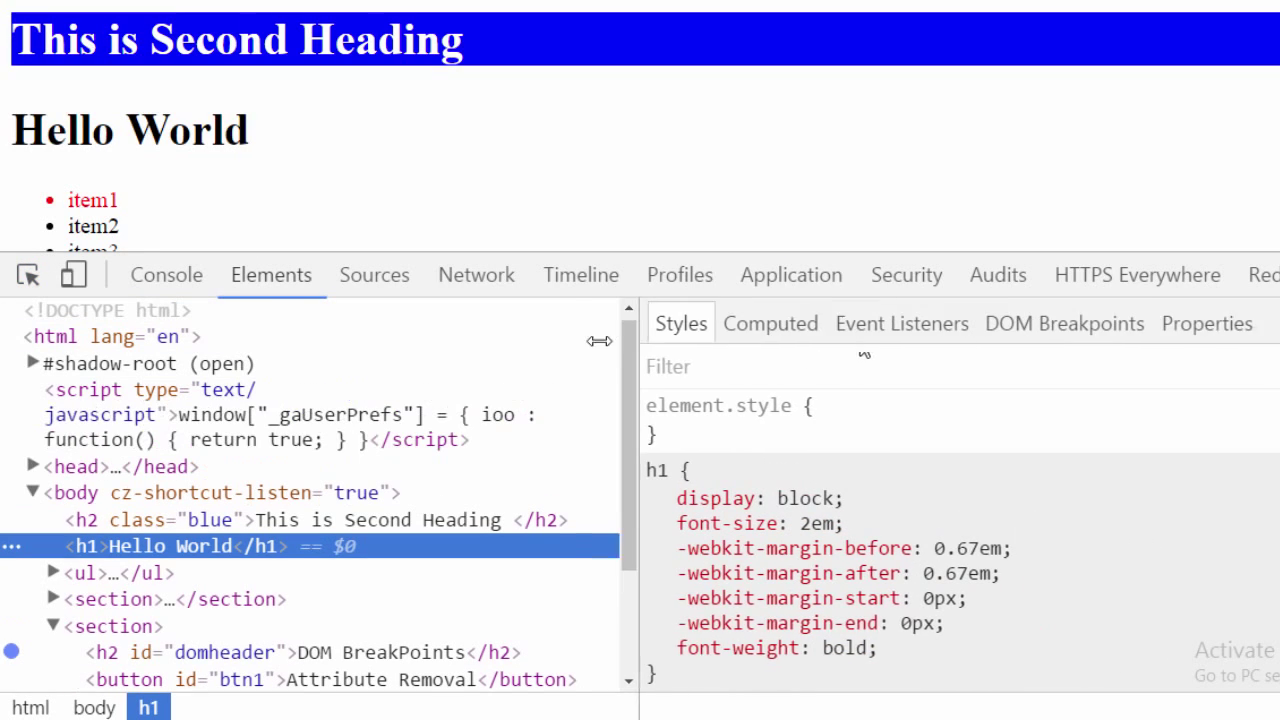 This is Second Heading
Hello World
item1
item2
item3
Console Elements Sources Network Timeline Profiles Application Security Audits HTTPS Everywhere Red
<!DOCTYPE html>
<html lang="en">
#shadow-root (open)
<script type="text/
javascript">window["_gaUserPrefs"] = { ioo :
function() { return true; } }</script>
<head>…</head>
<body cz-shortcut-listen="true">
<h2 class="blue">This is Second Heading </h2>
<h1>Hello World</h1> == $0
<ul>…</ul>
<section>…</section>
<section>
<h2 id="domheader">DOM BreakPoints</h2>
<button id="btn1">Attribute Removal</button>
html body h1
Styles Computed Event Listeners DOM Breakpoints Properties
Filter
element.style {
}
h1 {
display: block;
font-size: 2em;
-webkit-margin-before: 0.67em;
-webkit-margin-after: 0.67em;
-webkit-margin-start: 0px;
-webkit-margin-end: 0px;
font-weight: bold;
}
Activate
Go to PC se